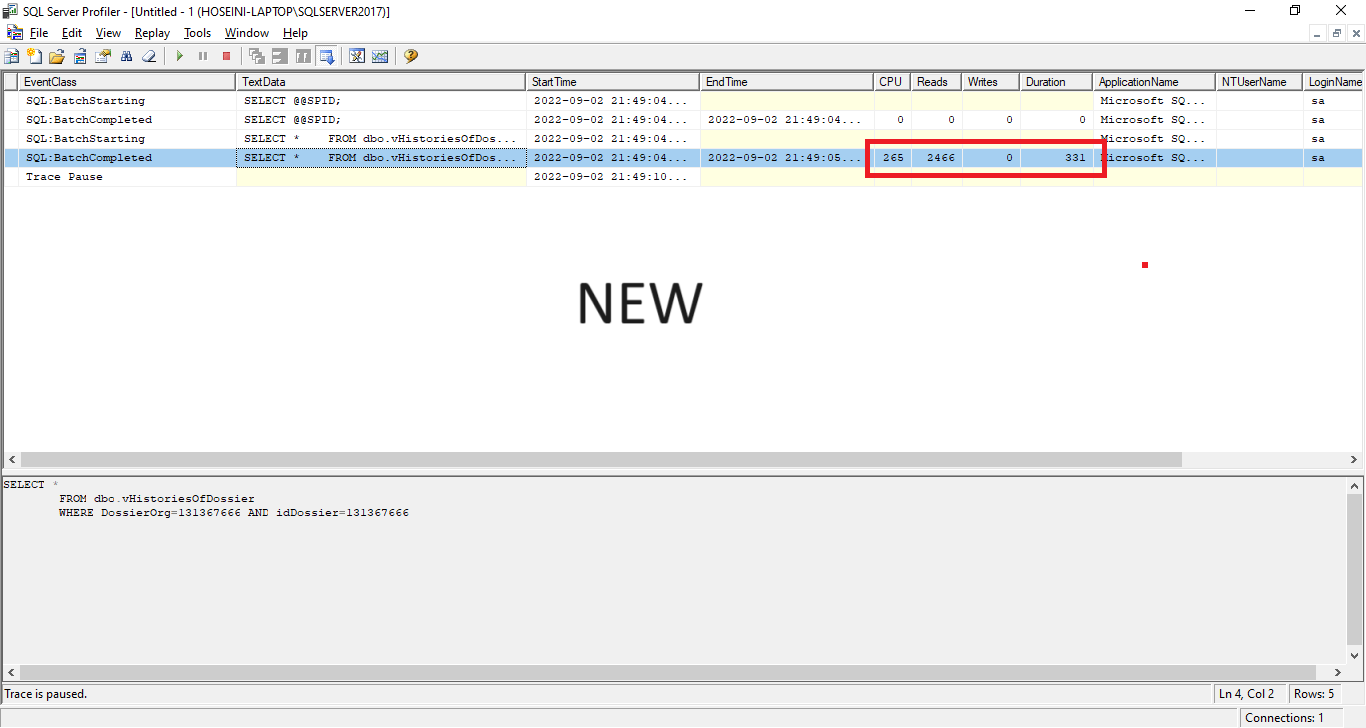 SQL Server Profiler - [Untitled - 1 (HOSEINI-LAPTOP\SQLSERVER2017)]
File Edit View Replay Tools Window Help
EventClass TextData StartTime EndTime CPU Reads Writes Duration ApplicationName NTUserName LoginName
SQL:BatchStarting SELECT @@SPID; 2022-09-02 21:49:04... Microsoft SQ... sa
SQL:BatchCompleted SELECT @@SPID; 2022-09-02 21:49:04... 2022-09-02 21:49:04... 0 0 0 0 Microsoft SQ... sa
SQL:BatchStarting SELECT * FROM dbo.vHistoriesOfDos... 2022-09-02 21:49:04... Microsoft SQ... sa
SQL:BatchCompleted SELECT * FROM dbo.vHistoriesOfDos... 2022-09-02 21:49:04... 2022-09-02 21:49:05... 265 2466 0 331 Microsoft SQ... sa
Trace Pause 2022-09-02 21:49:10...
NEW
SELECT *
FROM dbo.vHistoriesOfDossier
WHERE DossierOrg=131367666 AND idDossier=131367666
Trace is paused. Ln 4, Col 2 Rows: 5
Connections: 1